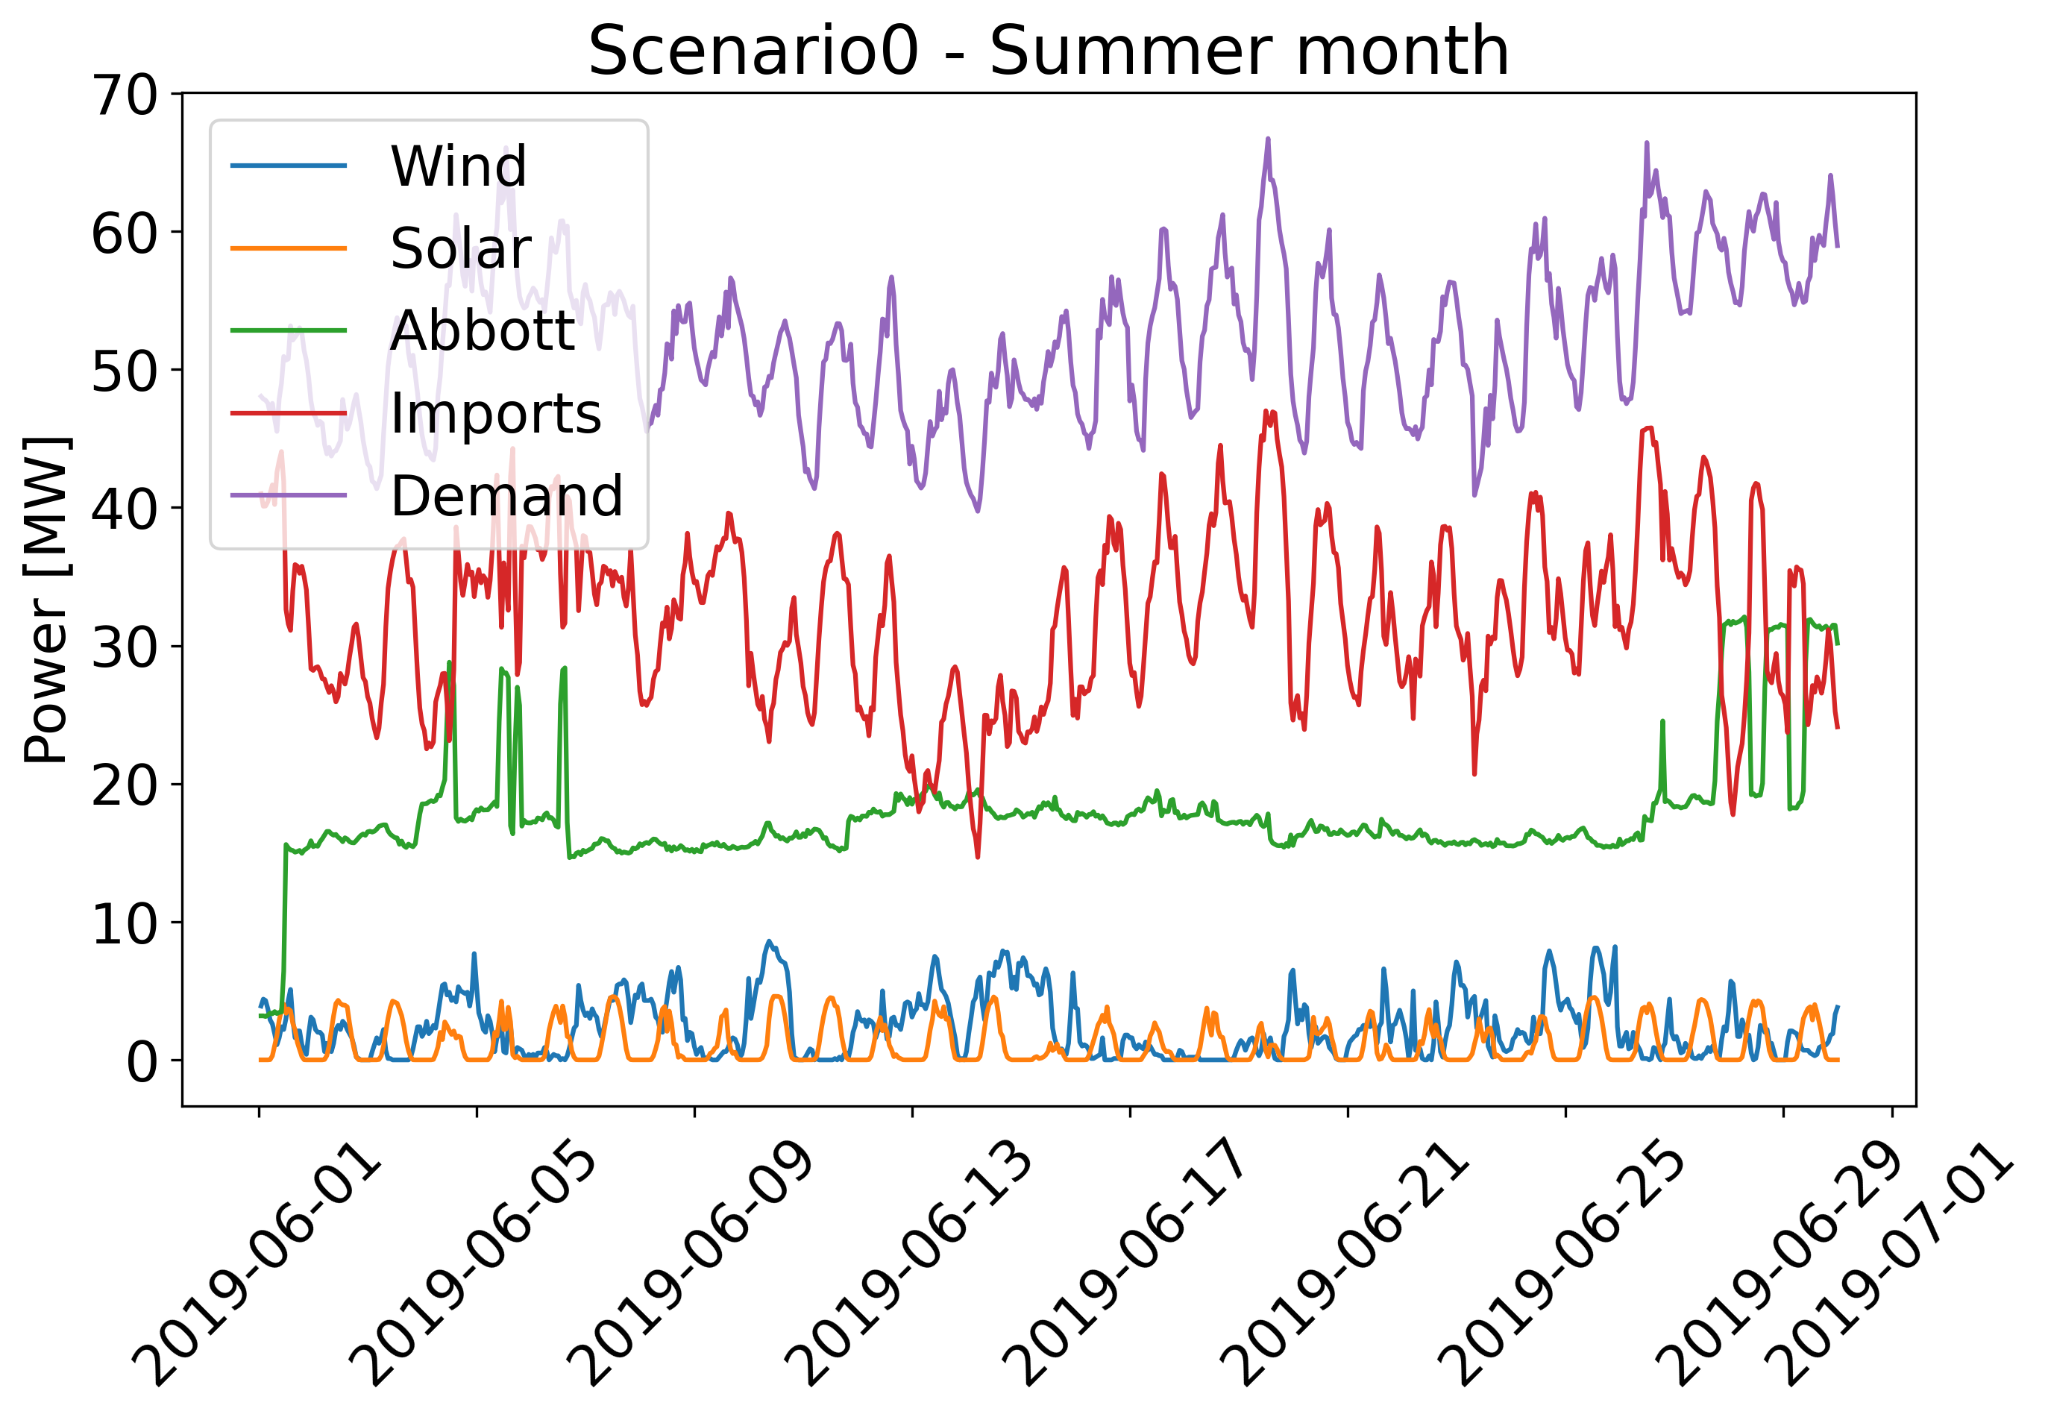 Scenario0 - Summer month
Power [MW]
70
60
50
40
30
20
10
0
Wind
Solar
Abbott
Imports
Demand
2019-06-01
2019-06-05
2019-06-09
2019-06-13
2019-06-17
2019-06-21
2019-06-25
2019-06-29
2019-07-01